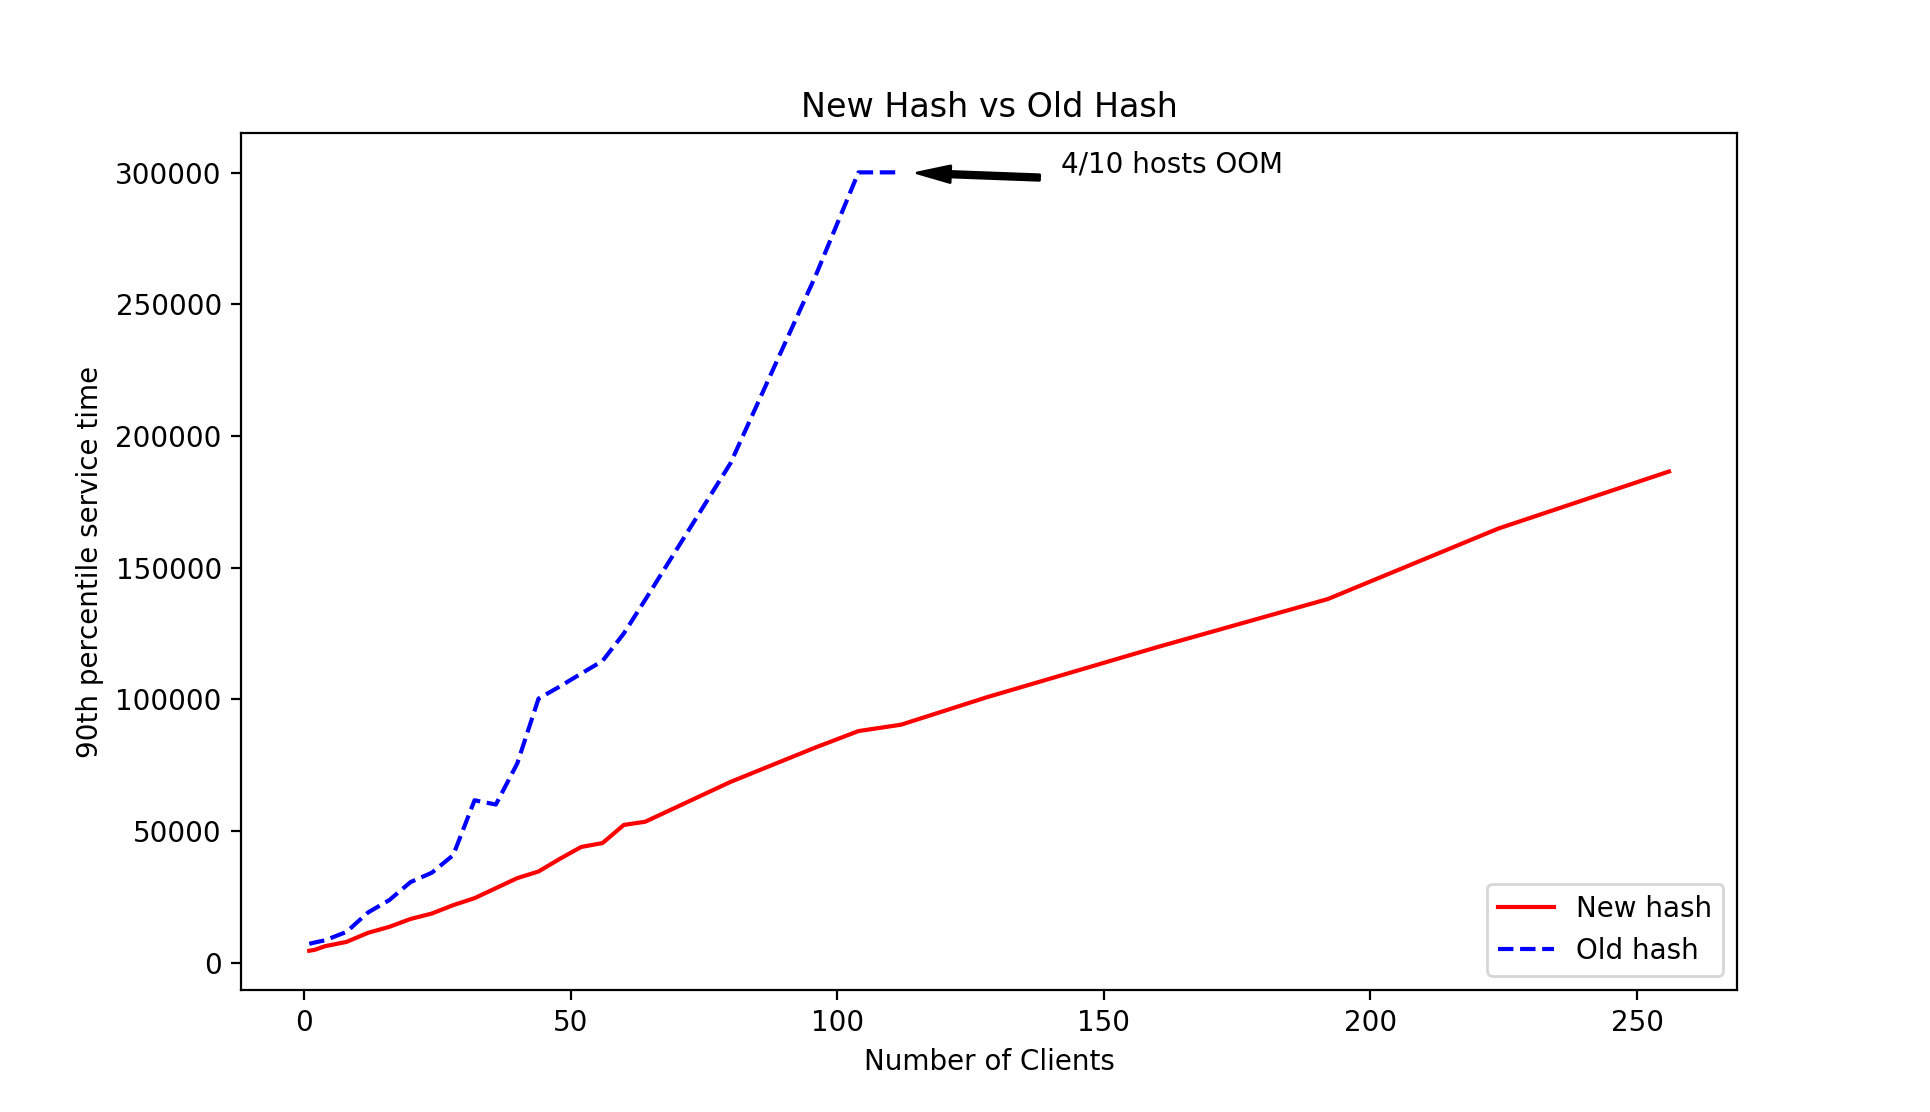 New Hash vs Old Hash
4/10 hosts OOM
300000
250000
200000
150000
100000
50000
0
90th percentile service time
0 50 100 150 200 250
Number of Clients
New hash
Old hash